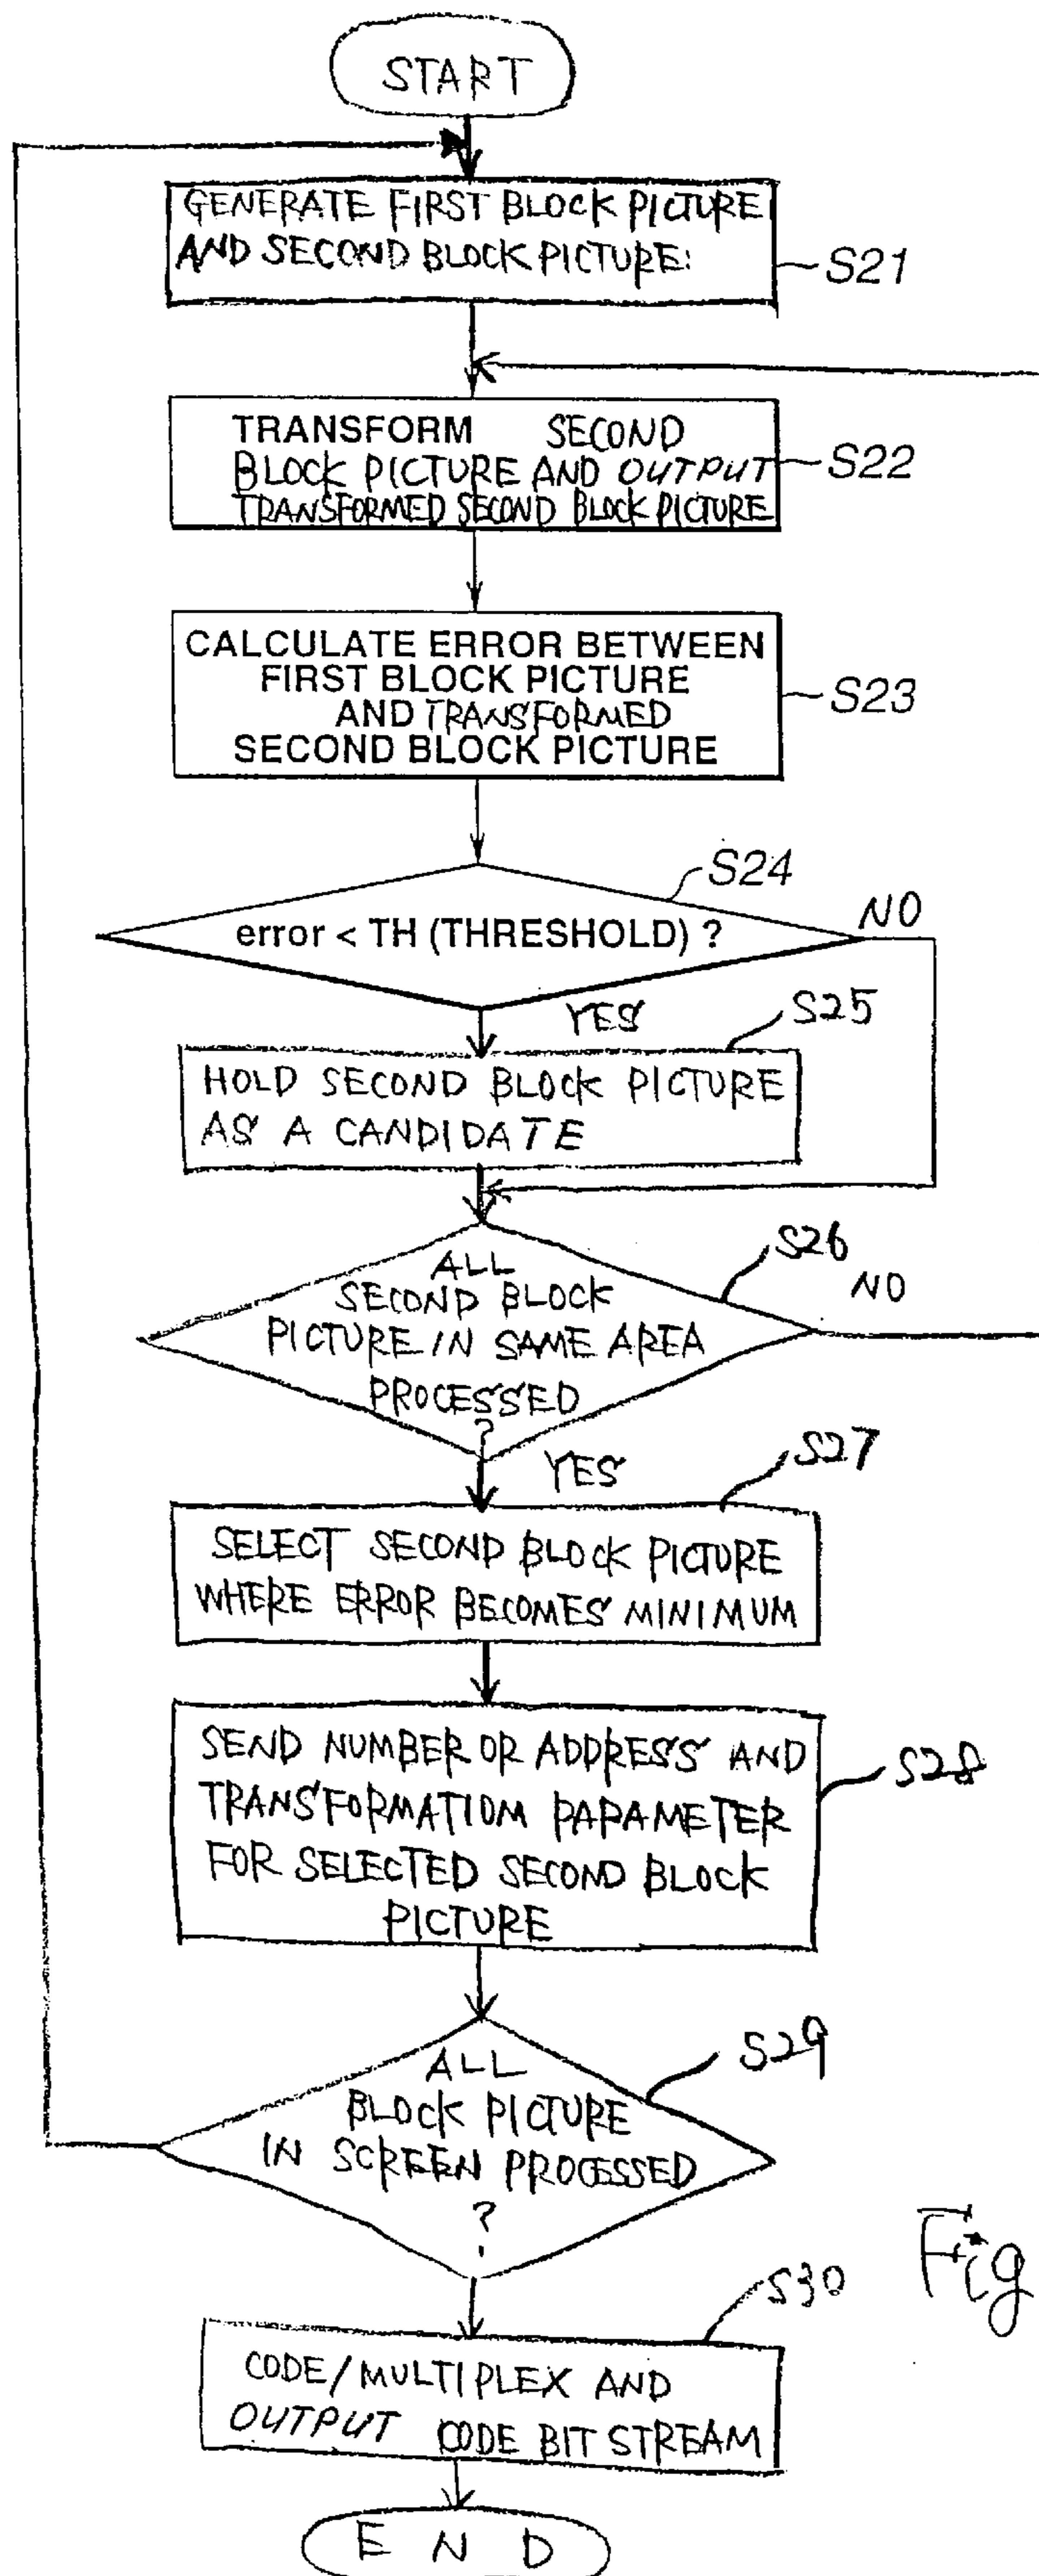 START
GENERATE FIRST BLOCK PICTURE
AND SECOND BLOCK PICTURE:
S21
TRANSFORM SECOND
BLOCK PICTURE AND OUTPUT
TRANSFORMED SECOND BLOCK PICTURE
S22
CALCULATE ERROR BETWEEN
FIRST BLOCK PICTURE
AND TRANSFORMED
SECOND BLOCK PICTURE
S23
S24
error < TH (THRESHOLD) ?
NO
YES
S25
HOLD SECOND BLOCK PICTURE
AS A CANDIDATE
S26
NO
ALL
SECOND BLOCK
PICTURE IN SAME AREA
PROCESSED
?
YES
S27
SELECT SECOND BLOCK PICTURE
WHERE ERROR BECOMES MINIMUM
SEND NUMBER OR ADDRESS AND
TRANSFORMATIOM PARAMETER
FOR SELECTED SECOND BLOCK
PICTURE
S28
S29
ALL
BLOCK PICTURE
IN SCREEN PROCESSED
?
Fig
S30
CODE/MULTIPLEX AND
OUTPUT CODE BIT STREAM
END